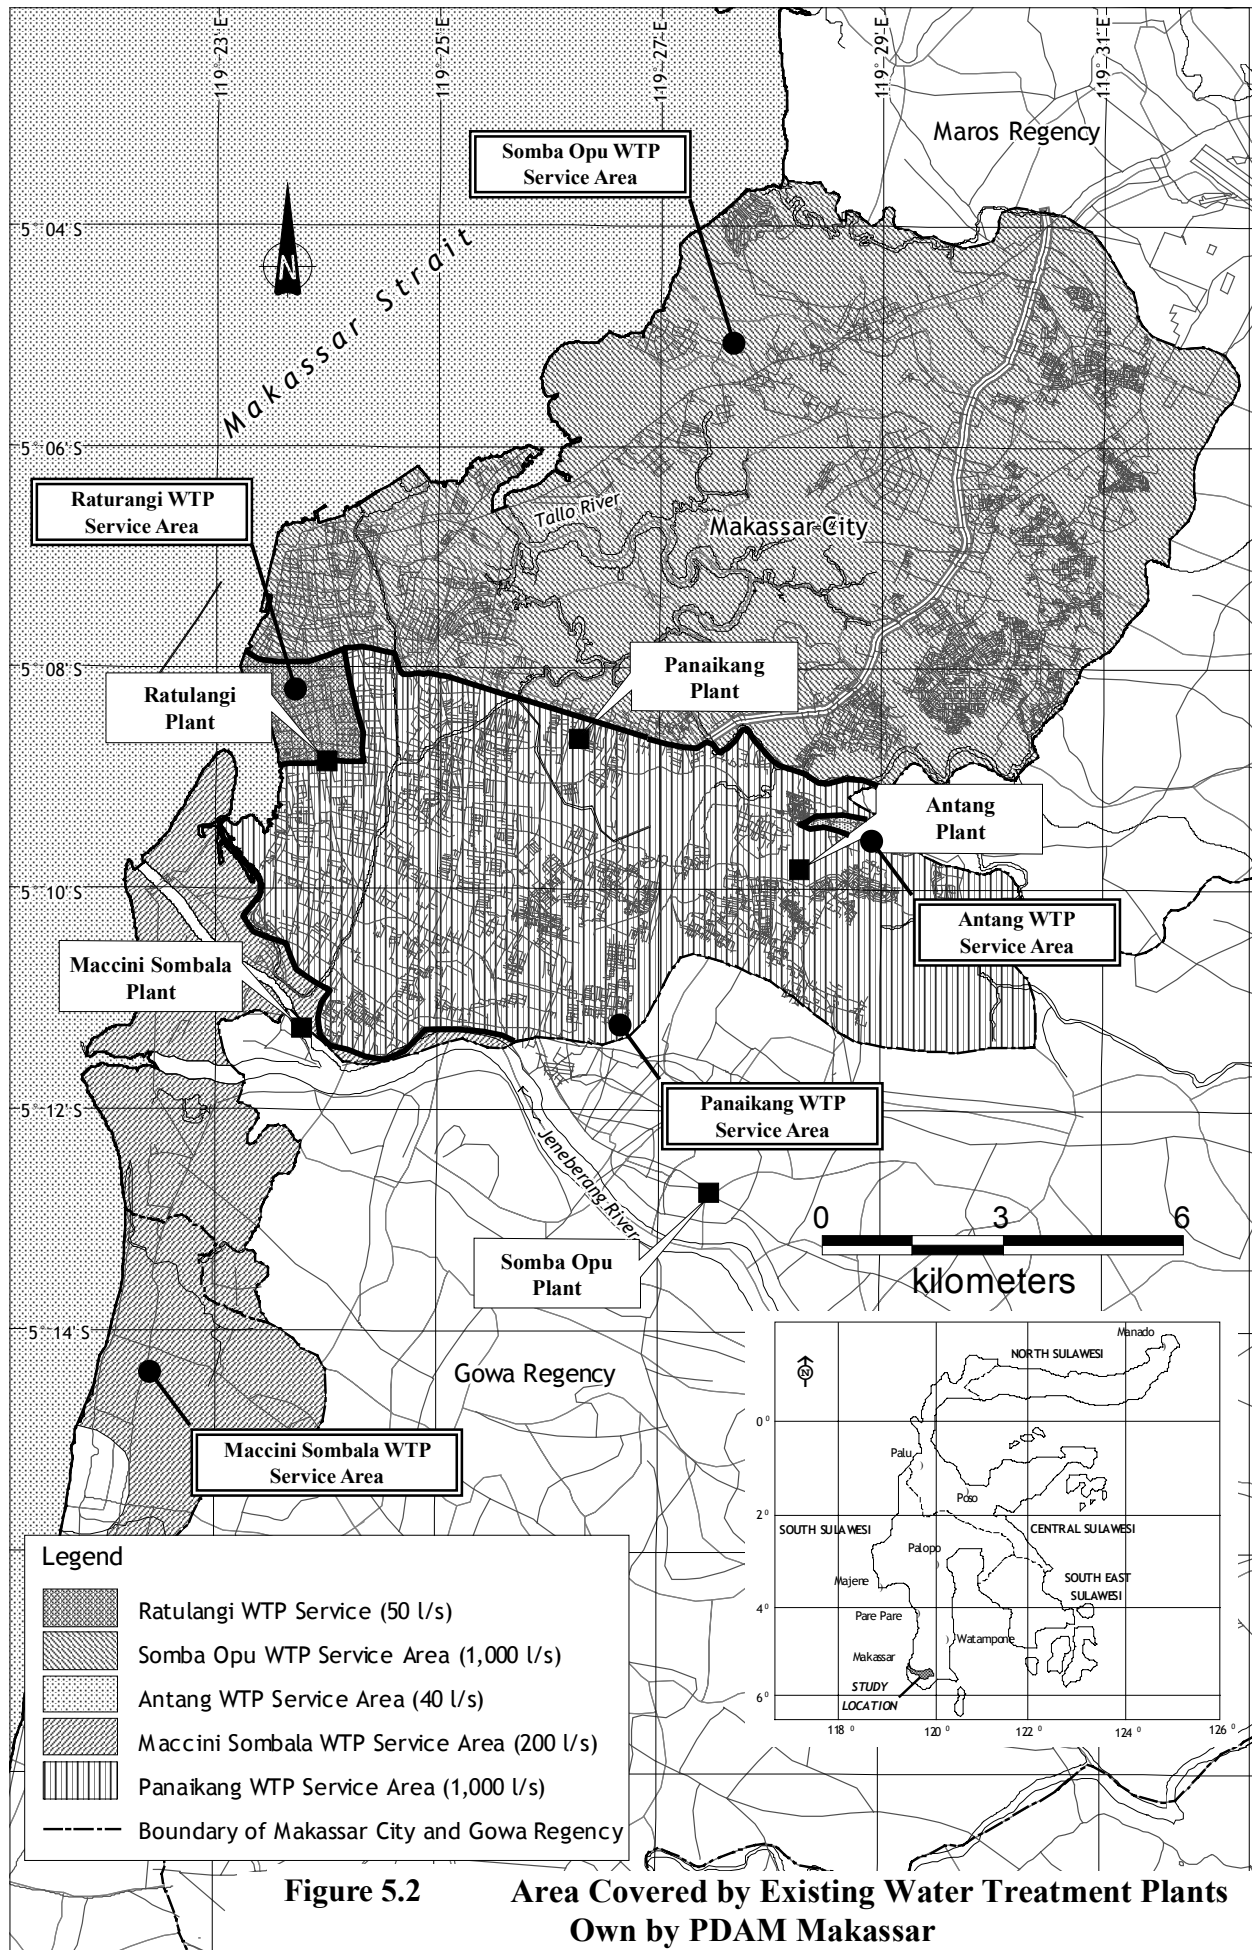 119° 23' E
119° 25' E
119° 27' E
119° 29' E
119° 31' E
Maros Regency
Somba Opu WTP
Service Area
5° 04' S
N
Makassar Strait
5° 06' S
Raturangi WTP
Service Area
Tallo River
Makassar City
5° 08' S
Ratulangi
Plant
Panaikang
Plant
Antang
Plant
5° 10' S
Antang WTP
Service Area
Maccini Sombala
Plant
5° 12' S
Panaikang WTP
Service Area
Jeneberang River
Somba Opu
Plant
0 3 6
kilometers
5° 14' S
Gowa Regency
Maccini Sombala WTP
Service Area
Manado
NORTH SULAWESI
N
0°
Palu
Poso
2°
SOUTH SULAWESI
CENTRAL SULAWESI
Palopo
Majene
SOUTH EAST
SULAWESI
4°
Pare Pare
Watampone
Makassar
STUDY
LOCATION
6°
118° 120° 122° 124° 126°
Legend
Ratulangi WTP Service (50 l/s)
Somba Opu WTP Service Area (1,000 l/s)
Antang WTP Service Area (40 l/s)
Maccini Sombala WTP Service Area (200 l/s)
Panaikang WTP Service Area (1,000 l/s)
Boundary of Makassar City and Gowa Regency
Figure 5.2 Area Covered by Existing Water Treatment Plants
Own by PDAM Makassar